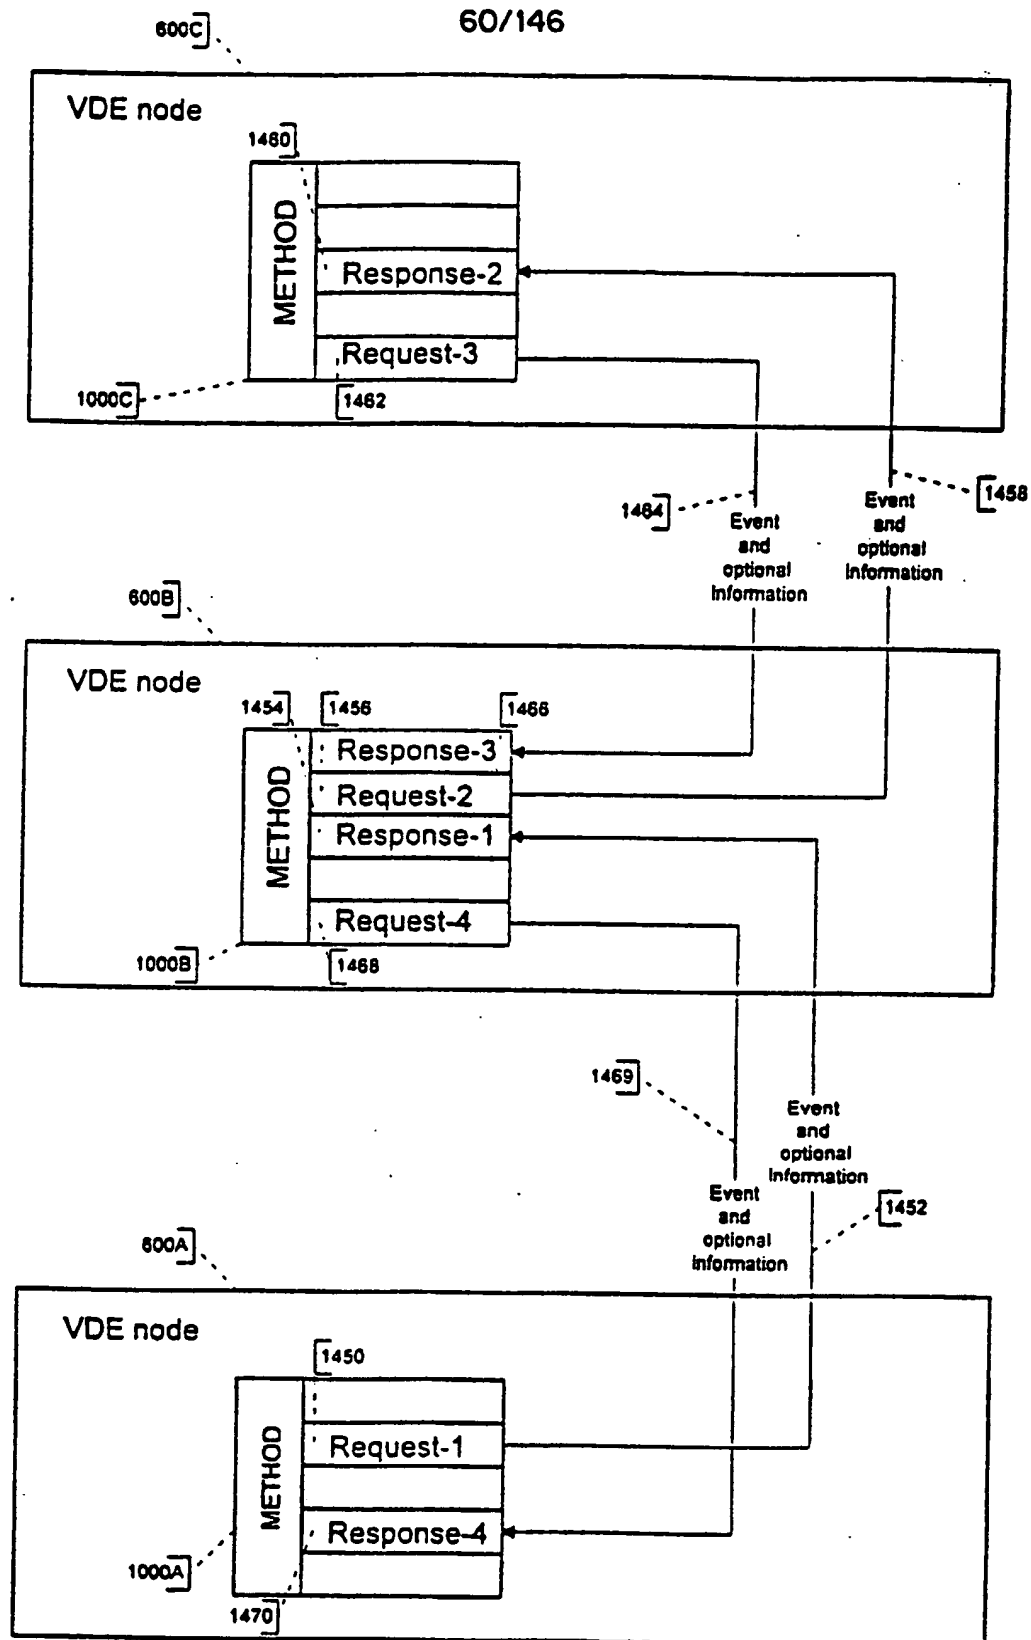 60/146
600C
VDE node
1460
METHOD
Response-2
Request-3
1000C
1462
1464
1458
Event
and
optional
Information
Event
and
optional
Information
600B
VDE node
1454
1456
1466
METHOD
Response-3
Request-2
Response-1
Request-4
1000B
1468
1469
Event
and
optional
Information
Event
and
optional
Information
1452
600A
VDE node
1450
METHOD
Request-1
Response-4
1000A
1470